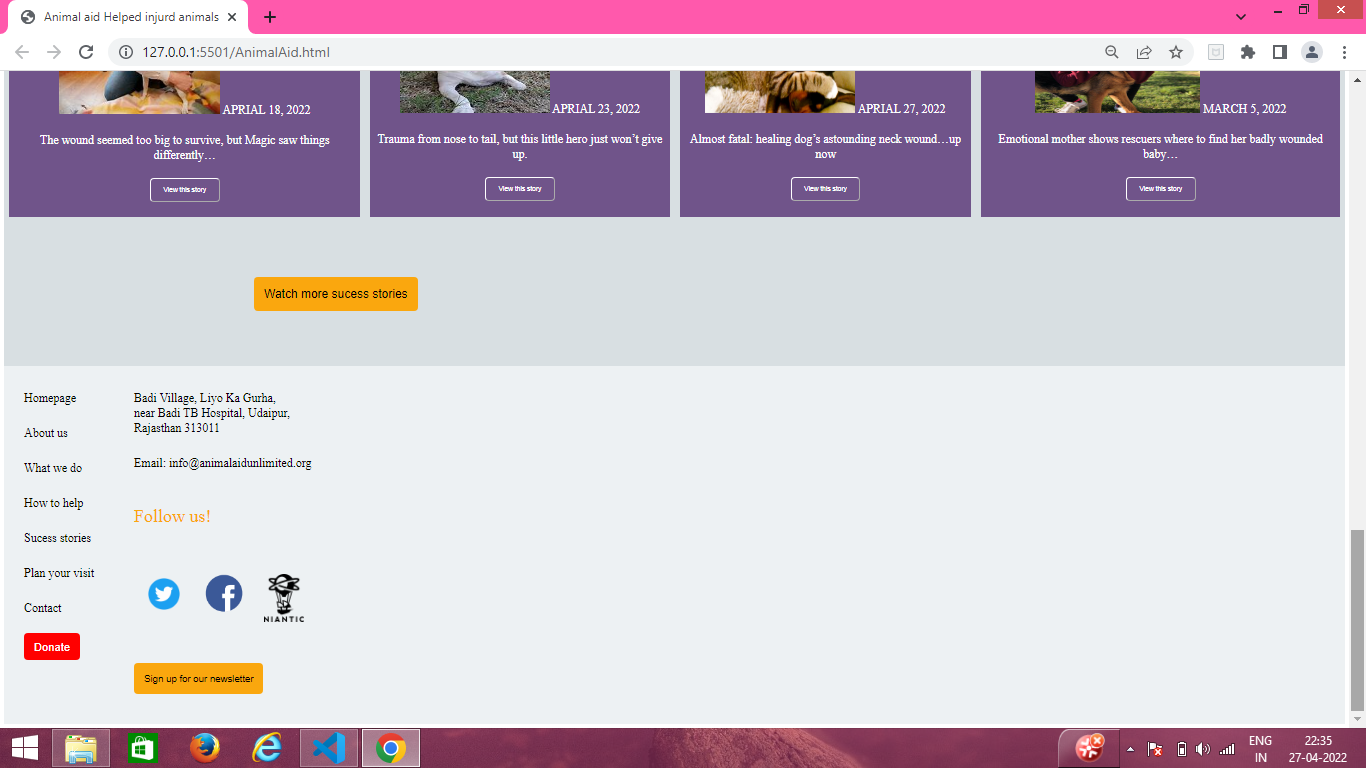 Animal aid Helped injurd animals
127.0.0.1:5501/AnimalAid.html
APRIAL 18, 2022
The wound seemed too big to survive, but Magic saw things
differently…
View this story
APRIAL 23, 2022
Trauma from nose to tail, but this little hero just won’t give
up.
View this story
APRIAL 27, 2022
Almost fatal: healing dog’s astounding neck wound…up
now
View this story
MARCH 5, 2022
Emotional mother shows rescuers where to find her badly wounded
baby…
View this story
Watch more sucess stories
Homepage
About us
What we do
How to help
Sucess stories
Plan your visit
Contact
Donate
Badi Village, Liyo Ka Gurha,
near Badi TB Hospital, Udaipur,
Rajasthan 313011
Email: info@animalaidunlimited.org
Follow us!
NIANTIC
Sign up for our newsletter
ENG
IN
22:35
27-04-2022